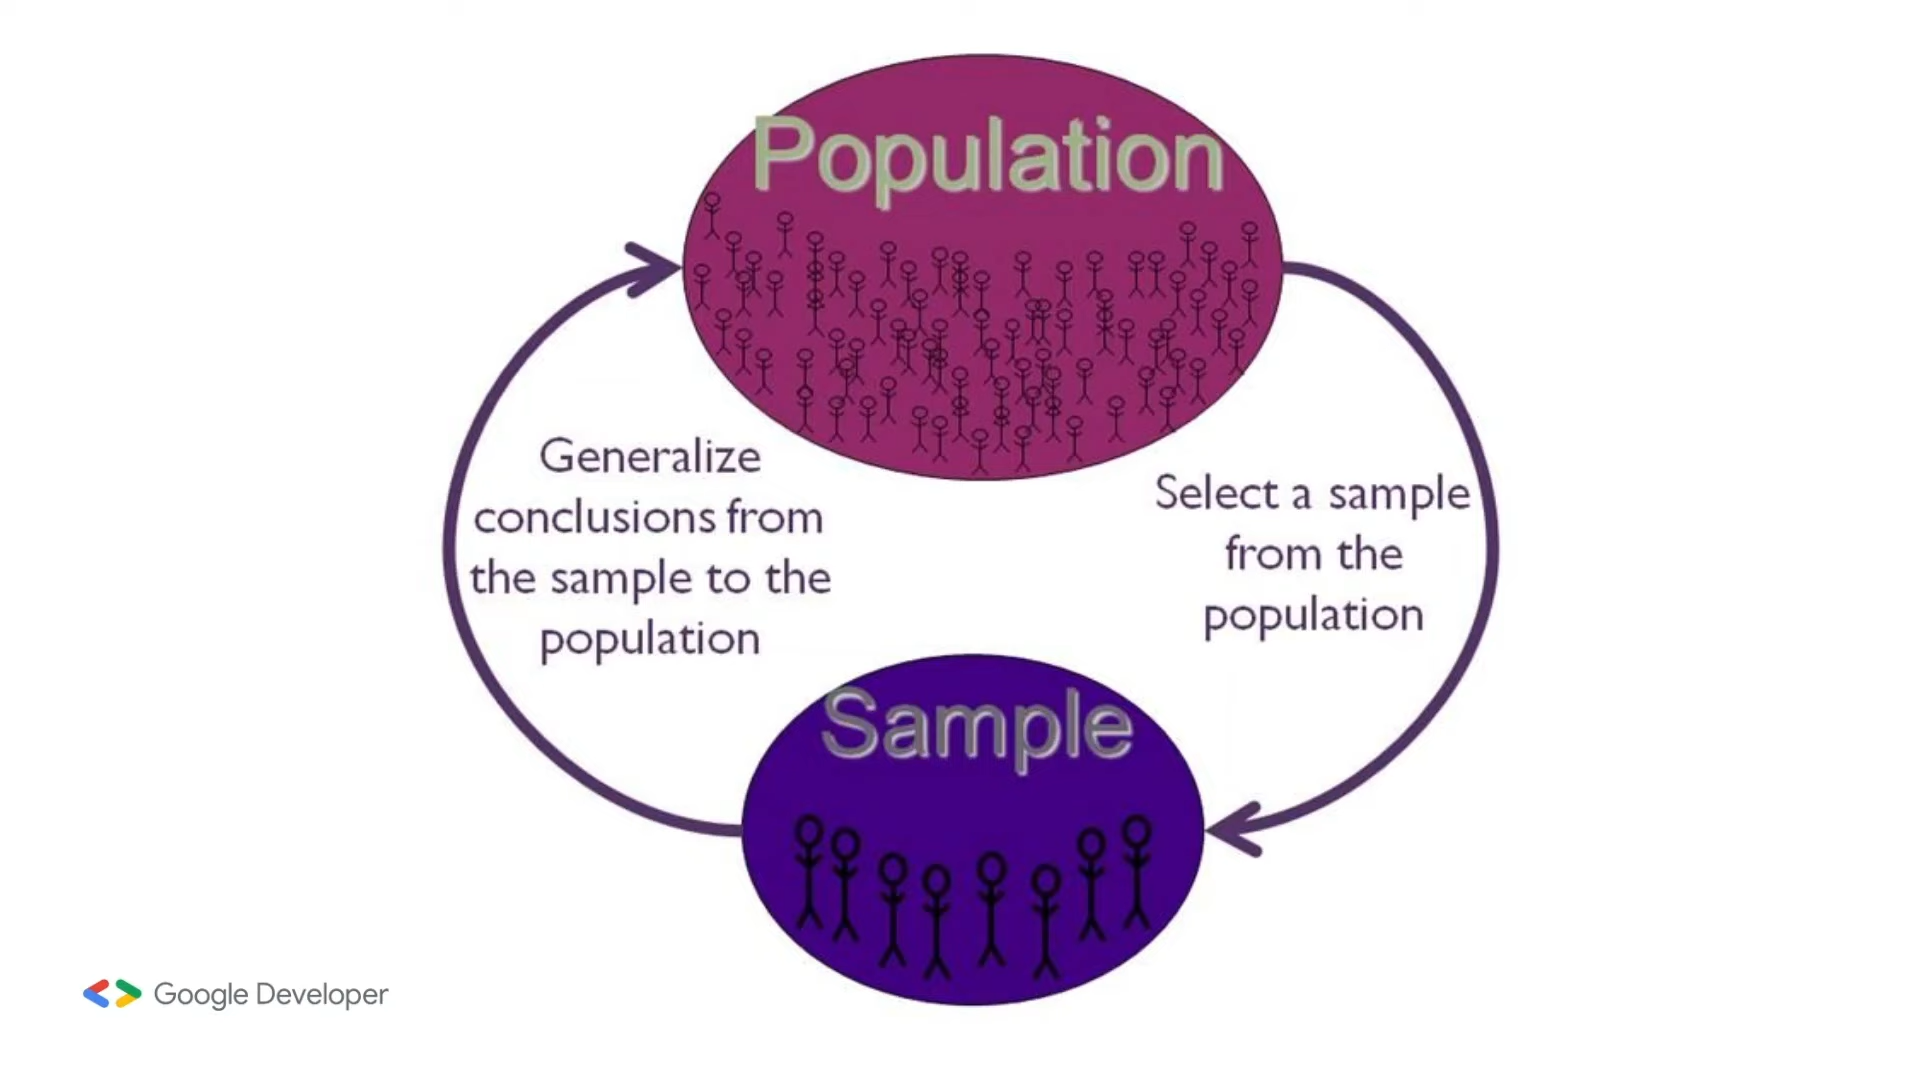 Population
Generalize
conclusions from
the sample to the
population
Select a sample
from the
population
Sample
Google Developer